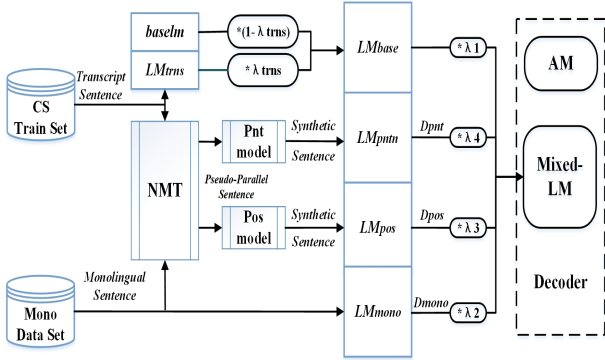 baselm
*(1- λ trns)
LMtrns
* λ trns
LMbase
* λ 1
AM
CS
Train Set
Transcript
Sentence
NMT
Pnt
model
Synthetic
Sentence
LMpntn
Dpnt
* λ 4
Mixed-
LM
Pseudo-Parallel
Sentence
Pos
model
Synthetic
Sentence
LMpos
Dpos
* λ 3
Decoder
Mono
Data Set
Monolingual
Sentence
LMmono
Dmono
* λ 2